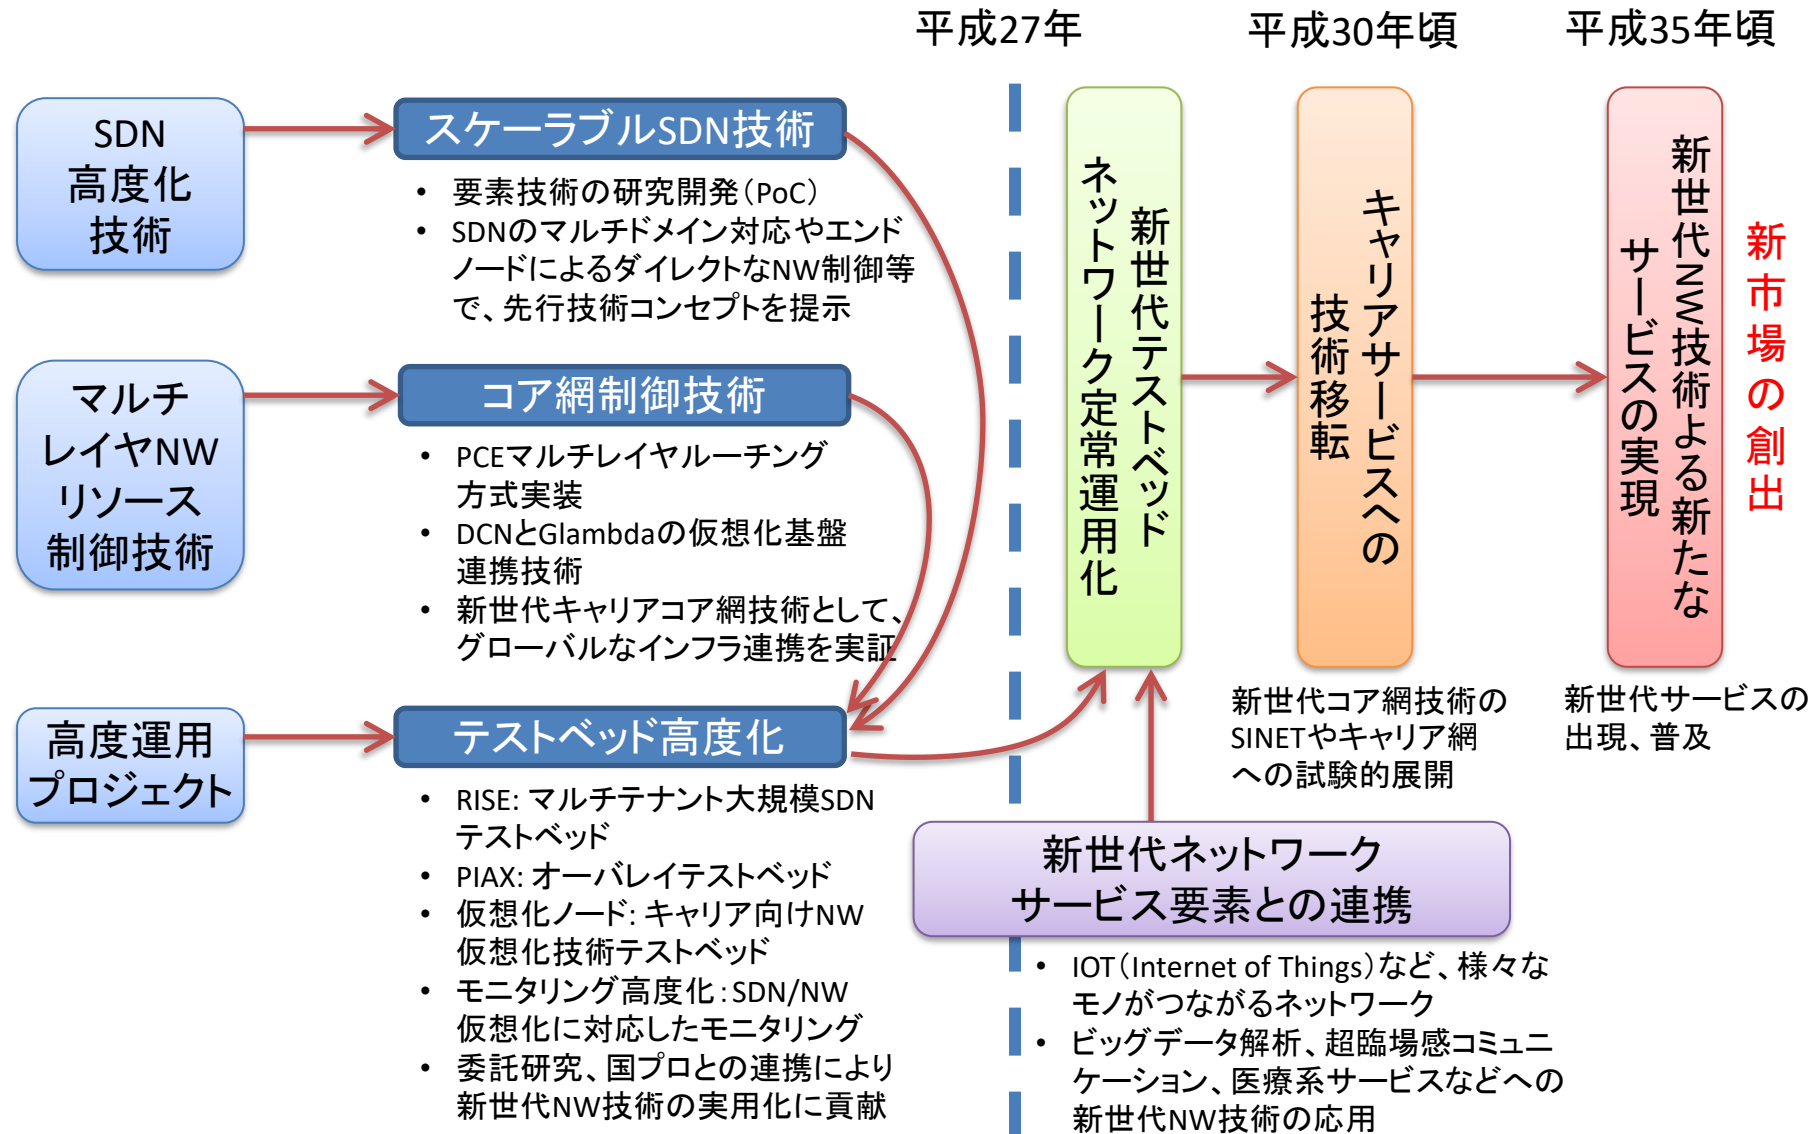 平成27年
平成30年頃
平成35年頃
SDN
高度化
技術
スケーラブルSDN技術
• 要素技術の研究開発(PoC)
• SDNのマルチドメイン対応やエンド
ノードによるダイレクトなNW制御等
で、先行技術コンセプトを提示
マルチ
レイヤNW
リソース
制御技術
コア網制御技術
• PCEマルチレイヤルーチング
方式実装
• DCNとGlambdaの仮想化基盤
連携技術
• 新世代キャリアコア網技術として、
グローバルなインフラ連携を実証
高度運用
プロジェクト
テストベッド高度化
• RISE: マルチテナント大規模SDN
テストベッド
• PIAX: オーバレイテストベッド
• 仮想化ノード: キャリア向けNW
仮想化技術テストベッド
• モニタリング高度化:SDN/NW
仮想化に対応したモニタリング
• 委託研究、国プロとの連携により
新世代NW技術の実用化に貢献
新世代テストベッド
ネットワーク定常運用化
キャリアサービスへの
技術移転
新世代コア網技術の
SINETやキャリア網
への試験的展開
新世代NW技術による新たな
サービスの実現
新市場の創出
新世代サービスの
出現、普及
新世代ネットワーク
サービス要素との連携
• IOT(Internet of Things)など、様々な
モノがつながるネットワーク
• ビッグデータ解析、超臨場感コミュニ
ケーション、医療系サービスなどへの
新世代NW技術の応用